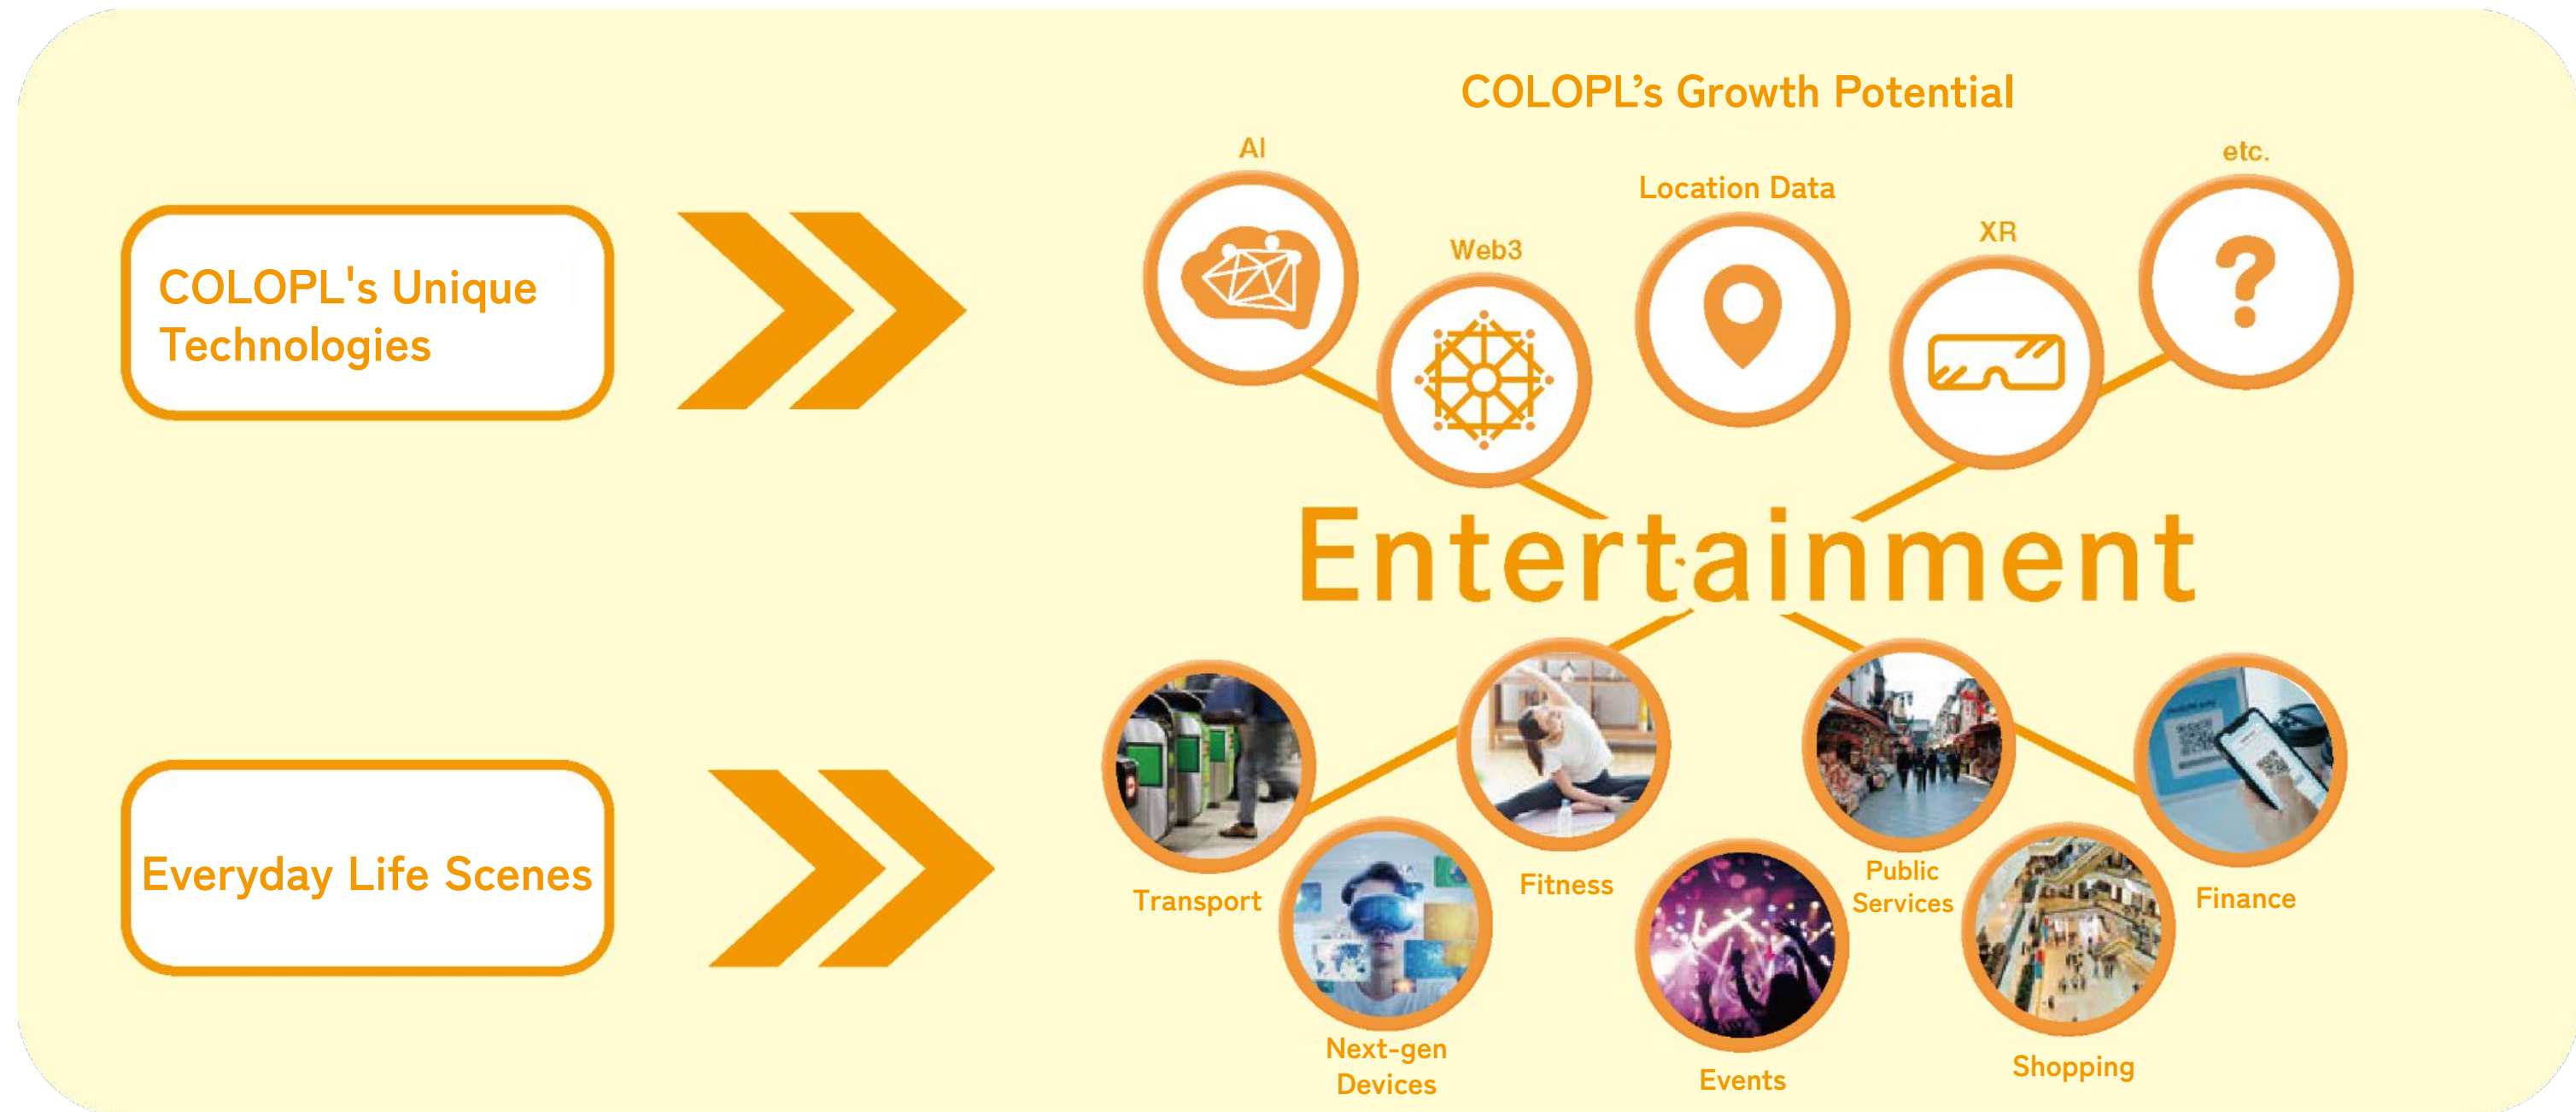 COLOPL’s Growth Potential
AI
Web3
Location Data
XR
etc.
?
COLOPL's Unique
Technologies
Entertainment
Everyday Life Scenes
Transport
Next-gen
Devices
Fitness
Events
Public
Services
Shopping
Finance